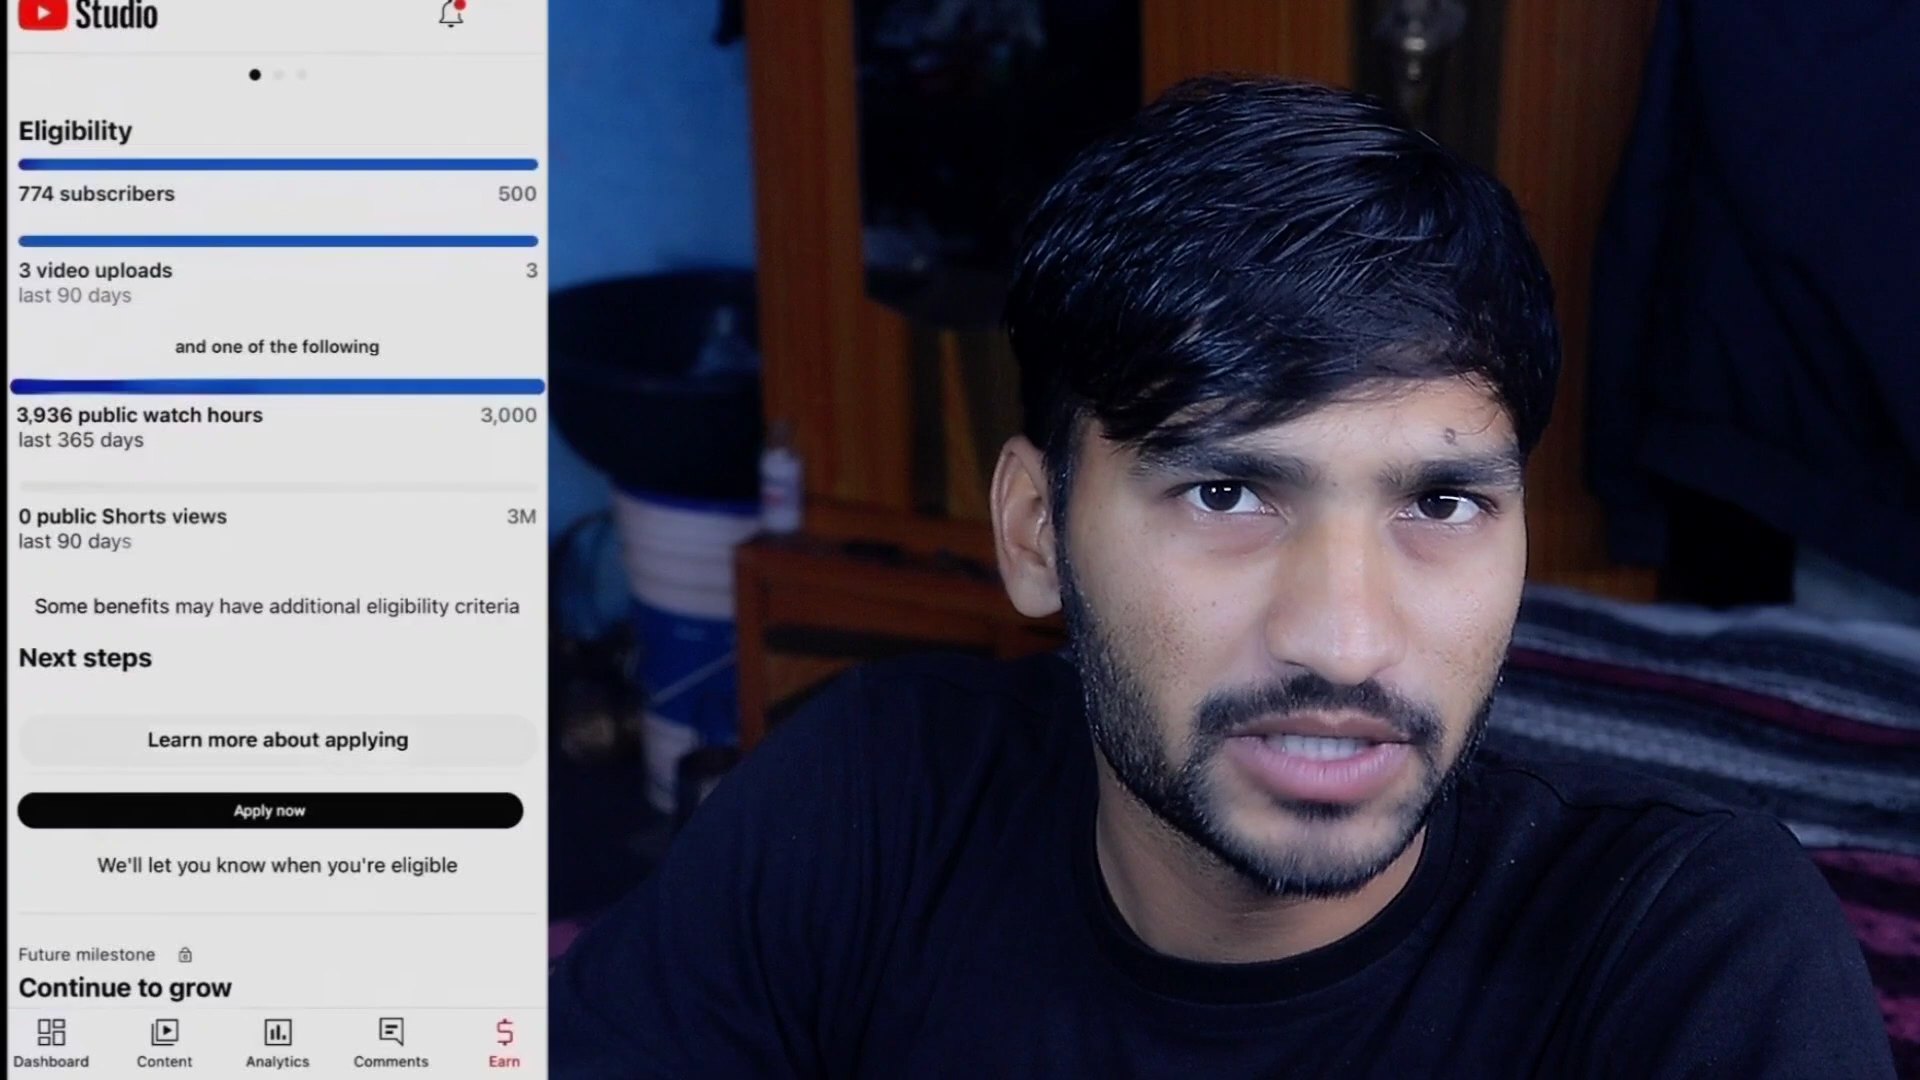 Studio
Eligibility
774 subscribers 500
3 video uploads 3
last 90 days
and one of the following
3,936 public watch hours 3,000
last 365 days
0 public Shorts views 3M
last 90 days
Some benefits may have additional eligibility criteria
Next steps
Learn more about applying
Apply now
We'll let you know when you're eligible
Future milestone
Continue to grow
Dashboard Content Analytics Comments Earn